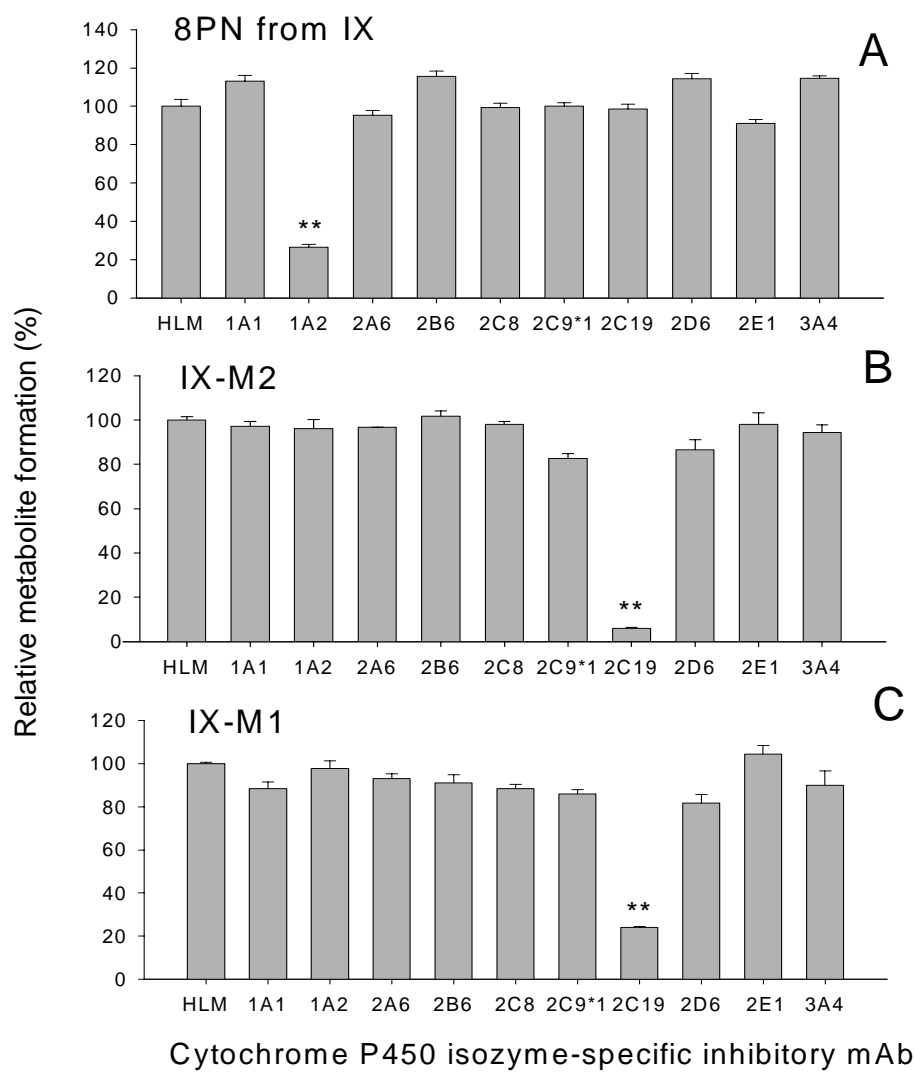 8PN from IX
A
140
120
100
80
60
40
20
0
**
HLM 1A1 1A2 2A6 2B6 2C8 2C9*1 2C19 2D6 2E1 3A4
IX-M2
B
120
100
80
60
40
20
0
**
HLM 1A1 1A2 2A6 2B6 2C8 2C9*1 2C19 2D6 2E1 3A4
IX-M1
C
120
100
80
60
40
20
0
**
HLM 1A1 1A2 2A6 2B6 2C8 2C9*1 2C19 2D6 2E1 3A4
Relative metabolite formation (%)
Cytochrome P450 isozyme-specific inhibitory mAb